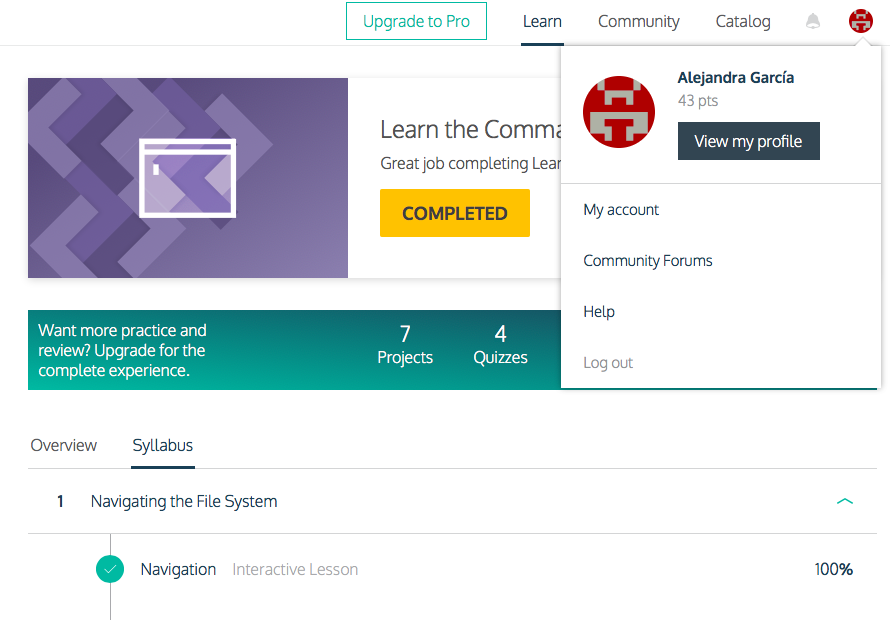 Upgrade to Pro
Learn
Community
Catalog
Alejandra García
43 pts
View my profile
My account
Community Forums
Help
Log out
Learn the Comma
Great job completing Lear
COMPLETED
Want more practice and
review? Upgrade for the
complete experience.
7
Projects
4
Quizzes
Overview
Syllabus
1 Navigating the File System
Navigation Interactive Lesson 100%